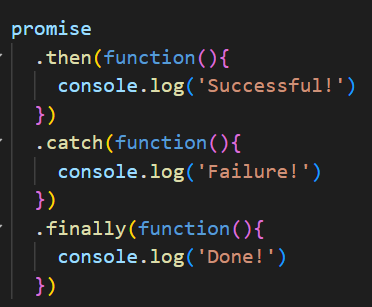 promise
  .then(function(){
    console.log('Successful!')
  })
  .catch(function(){
    console.log('Failure!')
  })
  .finally(function(){
    console.log('Done!')
  })